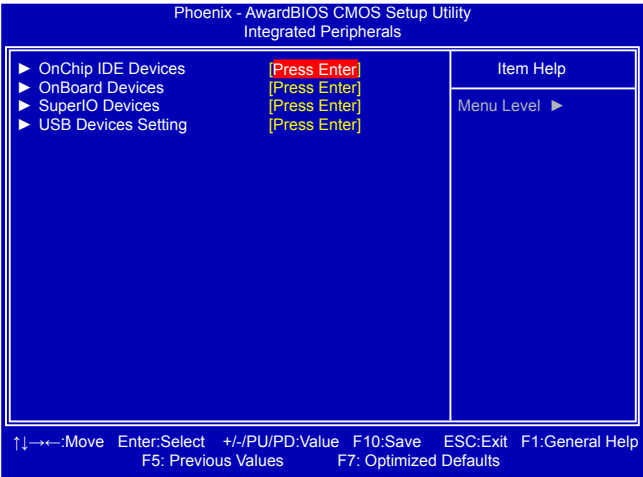 Phoenix - AwardBIOS CMOS Setup Utility
Integrated Peripherals
► OnChip IDE Devices [Press Enter]
► OnBoard Devices [Press Enter]
► SuperIO Devices [Press Enter]
► USB Devices Setting [Press Enter]
Item Help
Menu Level ►
↑↓→←:Move Enter:Select +/-/PU/PD:Value F10:Save ESC:Exit F1:General Help
F5: Previous Values F7: Optimized Defaults